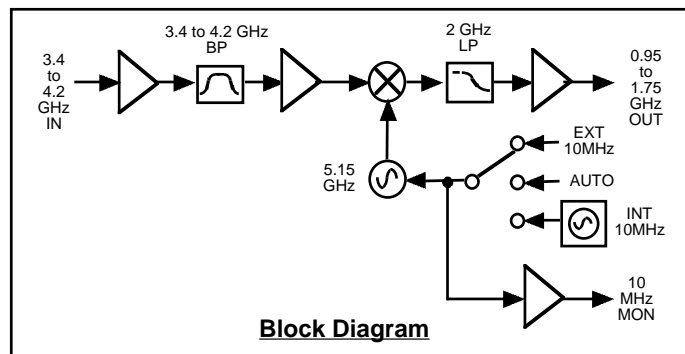 3.4 to 4.2 GHz
BP
2 GHz
LP
3.4
to
4.2
GHz
IN
0.95
to
1.75
GHz
OUT
5.15
GHz
EXT
10MHz
AUTO
INT
10MHz
10
MHz
MON
Block Diagram